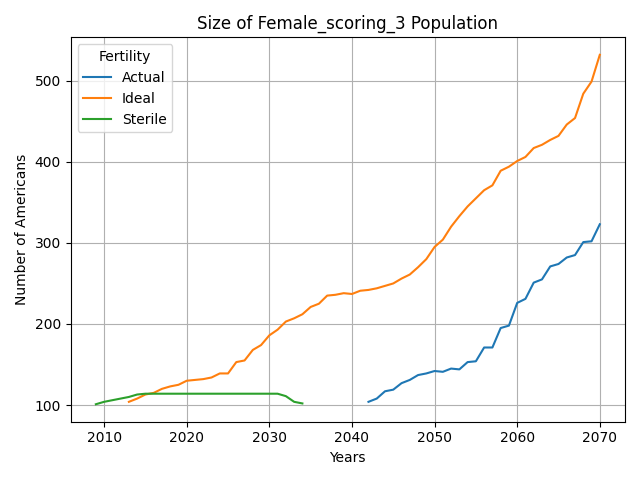 Size of Female_scoring_3 Population
Fertility
Actual
Ideal
Sterile
Number of Americans
500
400
300
200
100
2010 2020 2030 2040 2050 2060 2070
Years